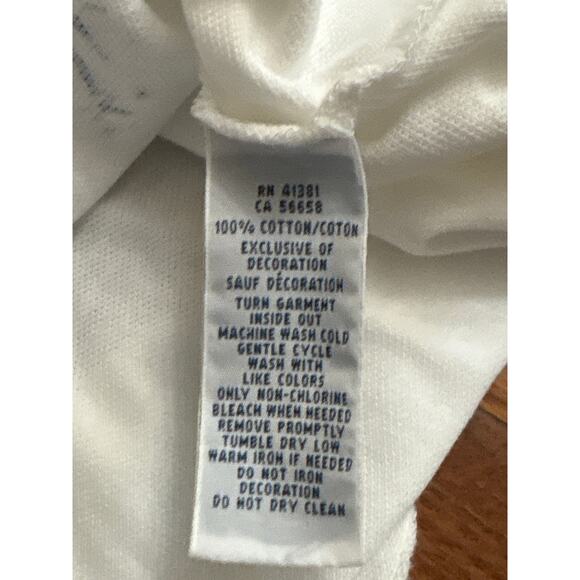 RN 41381
CA 56658
100% COTTON/COTON
EXCLUSIVE OF
DECORATION
SAUF DÉCORATION
TURN GARMENT
INSIDE OUT
MACHINE WASH COLD
GENTLE CYCLE
WASH WITH
LIKE COLORS
ONLY NON-CHLORINE
BLEACH WHEN NEEDED
REMOVE PROMPTLY
TUMBLE DRY LOW
WARM IRON IF NEEDED
DO NOT IRON
DECORATION
DO NOT DRY CLEAN